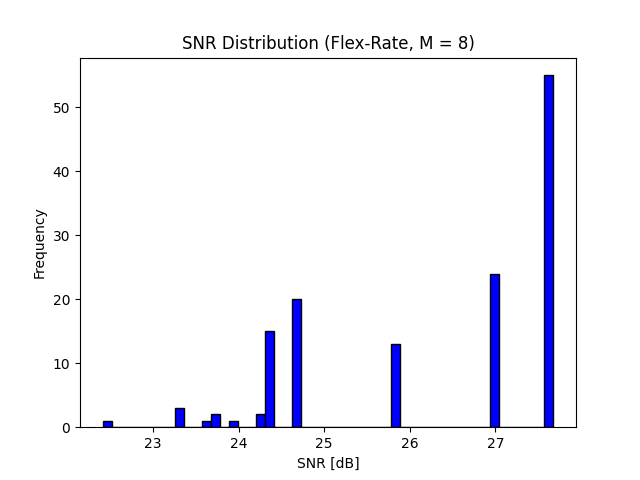 SNR Distribution (Flex-Rate, M = 8)
50
40
30
20
10
0
Frequency
23 24 25 26 27
SNR [dB]